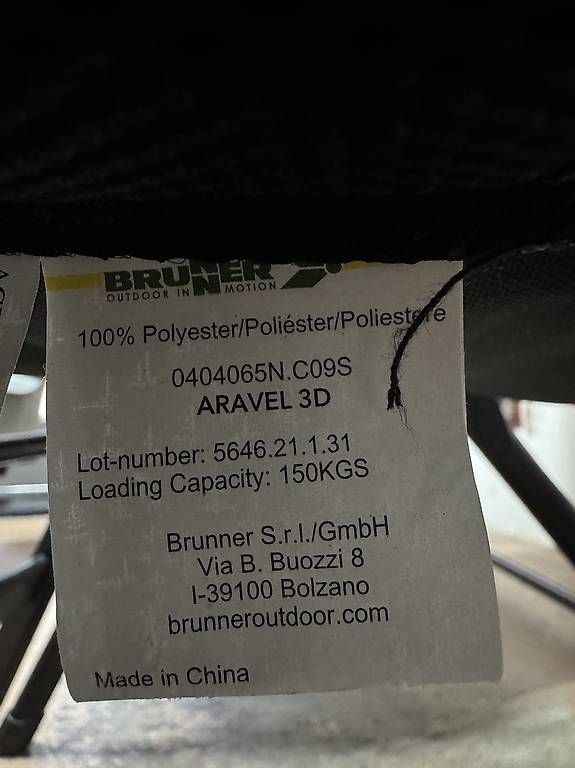 BRUNNER
OUTDOOR IN MOTION
100% Polyester/Poliéster/Poliestere
0404065N.C09S
ARAVEL 3D
Lot-number: 5646.21.1.31
Loading Capacity: 150KGS
Brunner S.r.l./GmbH
Via B. Buozzi 8
I-39100 Bolzano
brunneroutdoor.com
Made in China